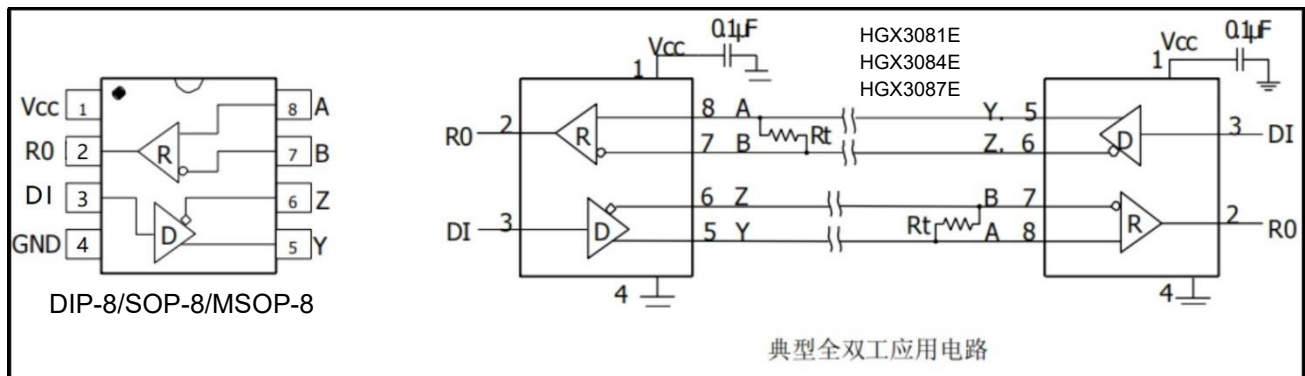 Vcc 1
8 A
R0 2
R
7 B
DI 3
6 Z
D
GND 4
5 Y
DIP-8/SOP-8/MSOP-8
0.1μF
Vcc
1
R0 2
R
8 A
7 B
Rt
DI 3
D
6 Z
5 Y
4
HGX3081E
HGX3084E
HGX3087E
0.1μF
Vcc
1
Y. 5
Z. 6
D
3 DI
B 7
Rt
A 8
R
2 R0
4
典型全双工应用电路